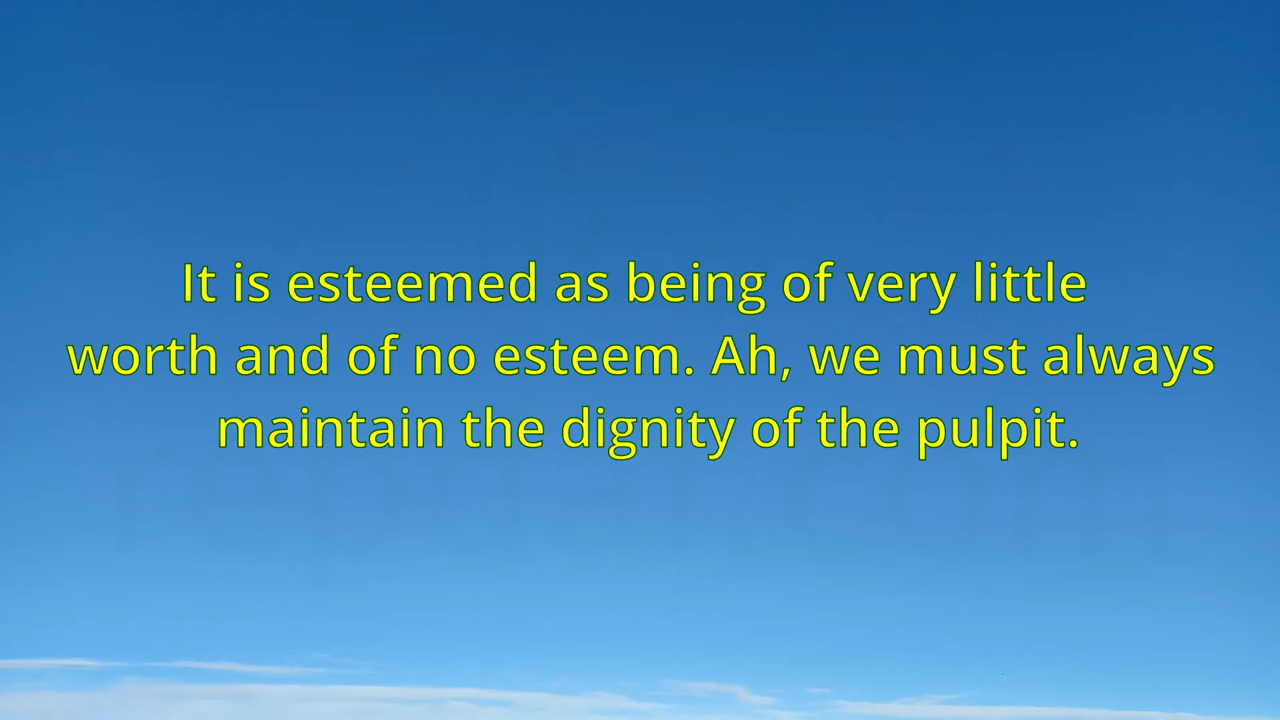 It is esteemed as being of very little
worth and of no esteem. Ah, we must always
maintain the dignity of the pulpit.